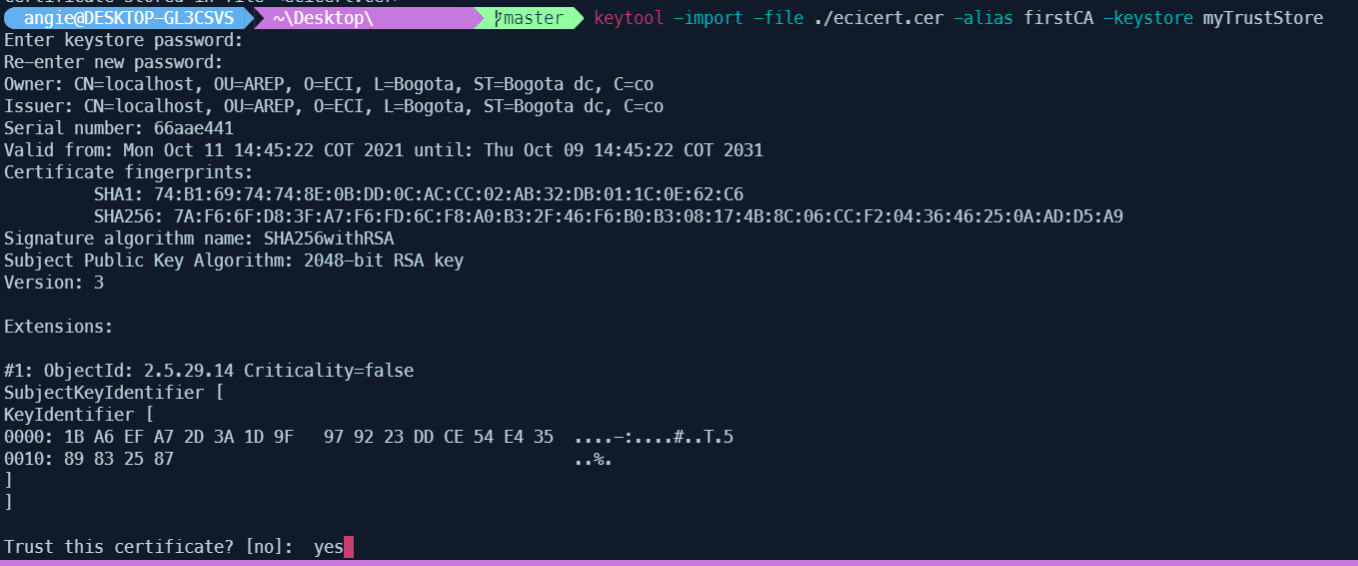 angie@DESKTOP-GL3CSVS ~\Desktop\ master keytool -import -file ./ecicert.cer -alias firstCA -keystore myTrustStore
Enter keystore password:
Re-enter new password:
Owner: CN=localhost, OU=AREP, O=ECI, L=Bogota, ST=Bogota dc, C=co
Issuer: CN=localhost, OU=AREP, O=ECI, L=Bogota, ST=Bogota dc, C=co
Serial number: 66aae441
Valid from: Mon Oct 11 14:45:22 COT 2021 until: Thu Oct 09 14:45:22 COT 2031
Certificate fingerprints:
SHA1: 74:B1:69:74:74:8E:0B:DD:0C:AC:CC:02:AB:32:DB:01:1C:0E:62:C6
SHA256: 7A:F6:6F:D8:3F:A7:F6:FD:6C:F8:A0:B3:2F:46:F6:B0:B3:08:17:4B:8C:06:CC:F2:04:36:46:25:0A:AD:D5:A9
Signature algorithm name: SHA256withRSA
Subject Public Key Algorithm: 2048-bit RSA key
Version: 3
Extensions:
#1: ObjectId: 2.5.29.14 Criticality=false
SubjectKeyIdentifier [
KeyIdentifier [
0000: 1B A6 EF A7 2D 3A 1D 9F   97 92 23 DD CE 54 E4 35  ....-:....#..T.5
0010: 89 83 25 87                                        ..%.
]
]
Trust this certificate? [no]:  yes